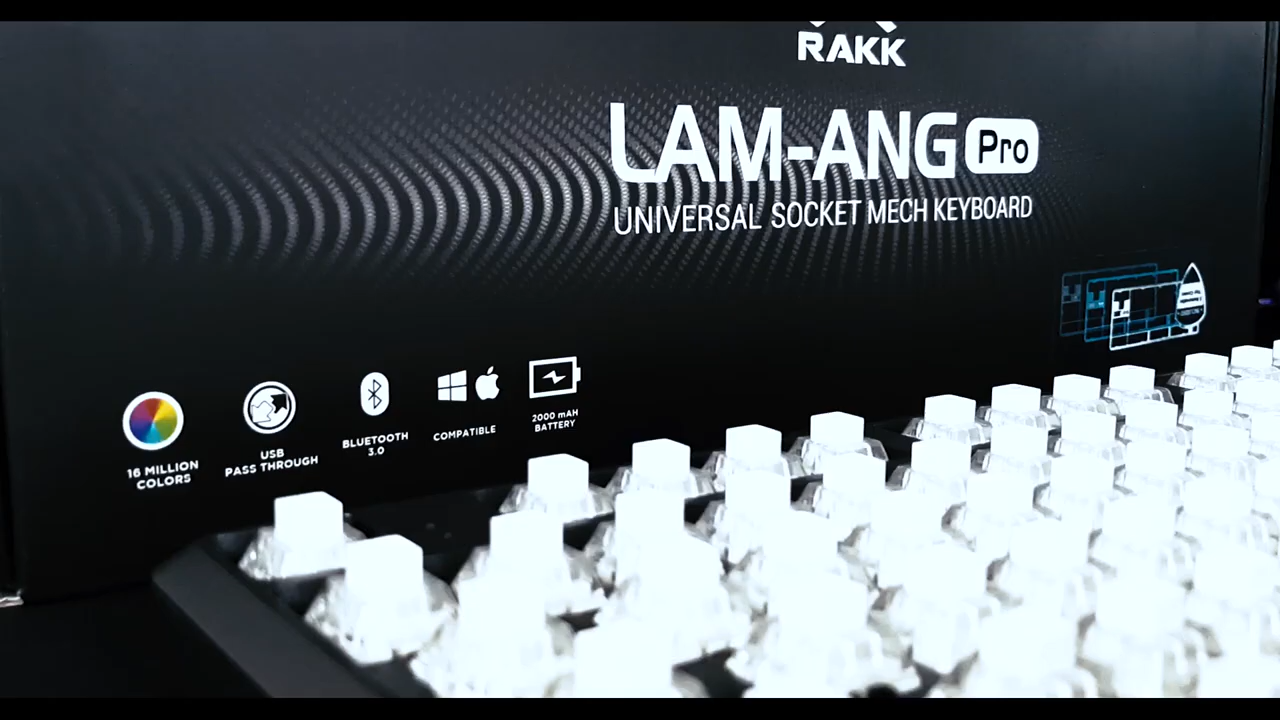 RAKK
LAM-ANG Pro
UNIVERSAL SOCKET MECH KEYBOARD
16 MILLION
COLORS
USB
PASS THROUGH
BLUETOOTH
3.0
COMPATIBLE
2000 mAH
BATTERY